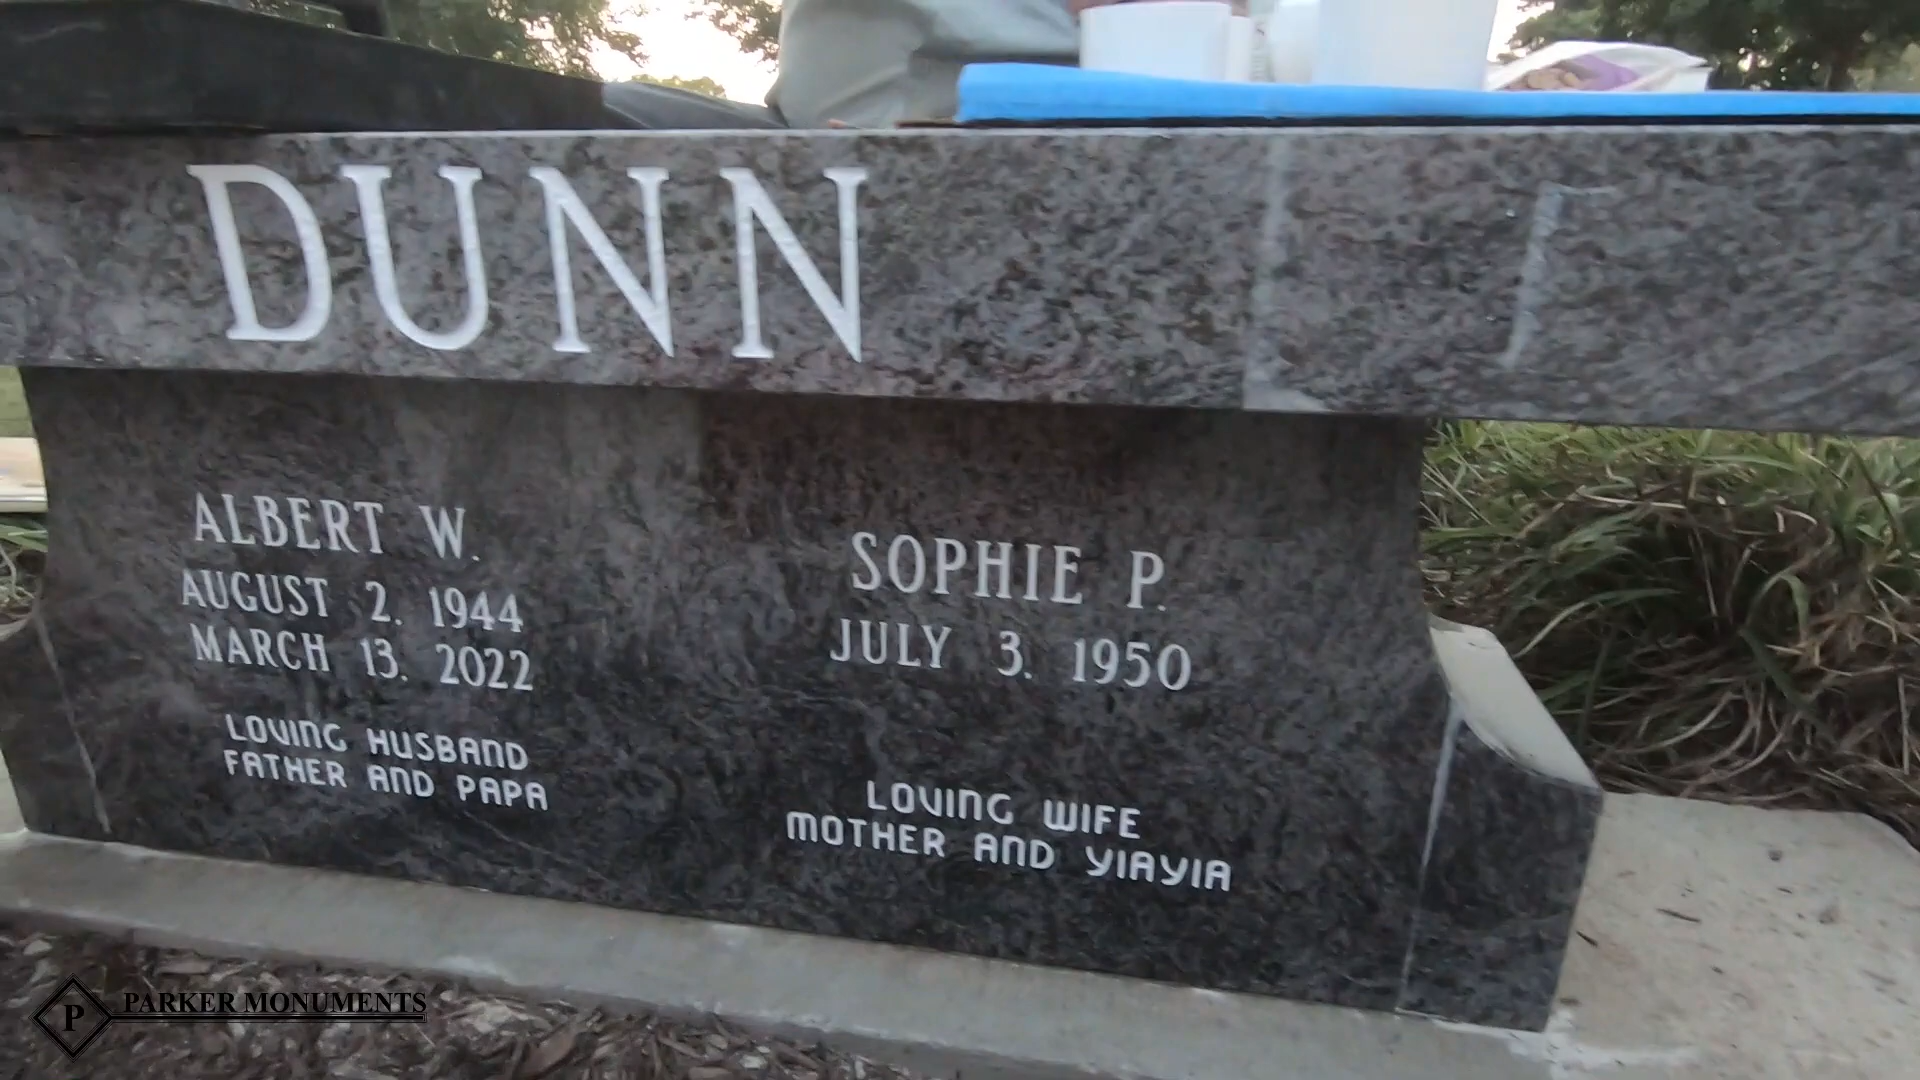 DUNN
ALBERT W.
AUGUST 2, 1944
MARCH 13, 2022
LOVING HUSBAND
FATHER AND PAPA
SOPHIE P.
JULY 3, 1950
LOVING WIFE
MOTHER AND YIAYIA
P PARKER MONUMENTS